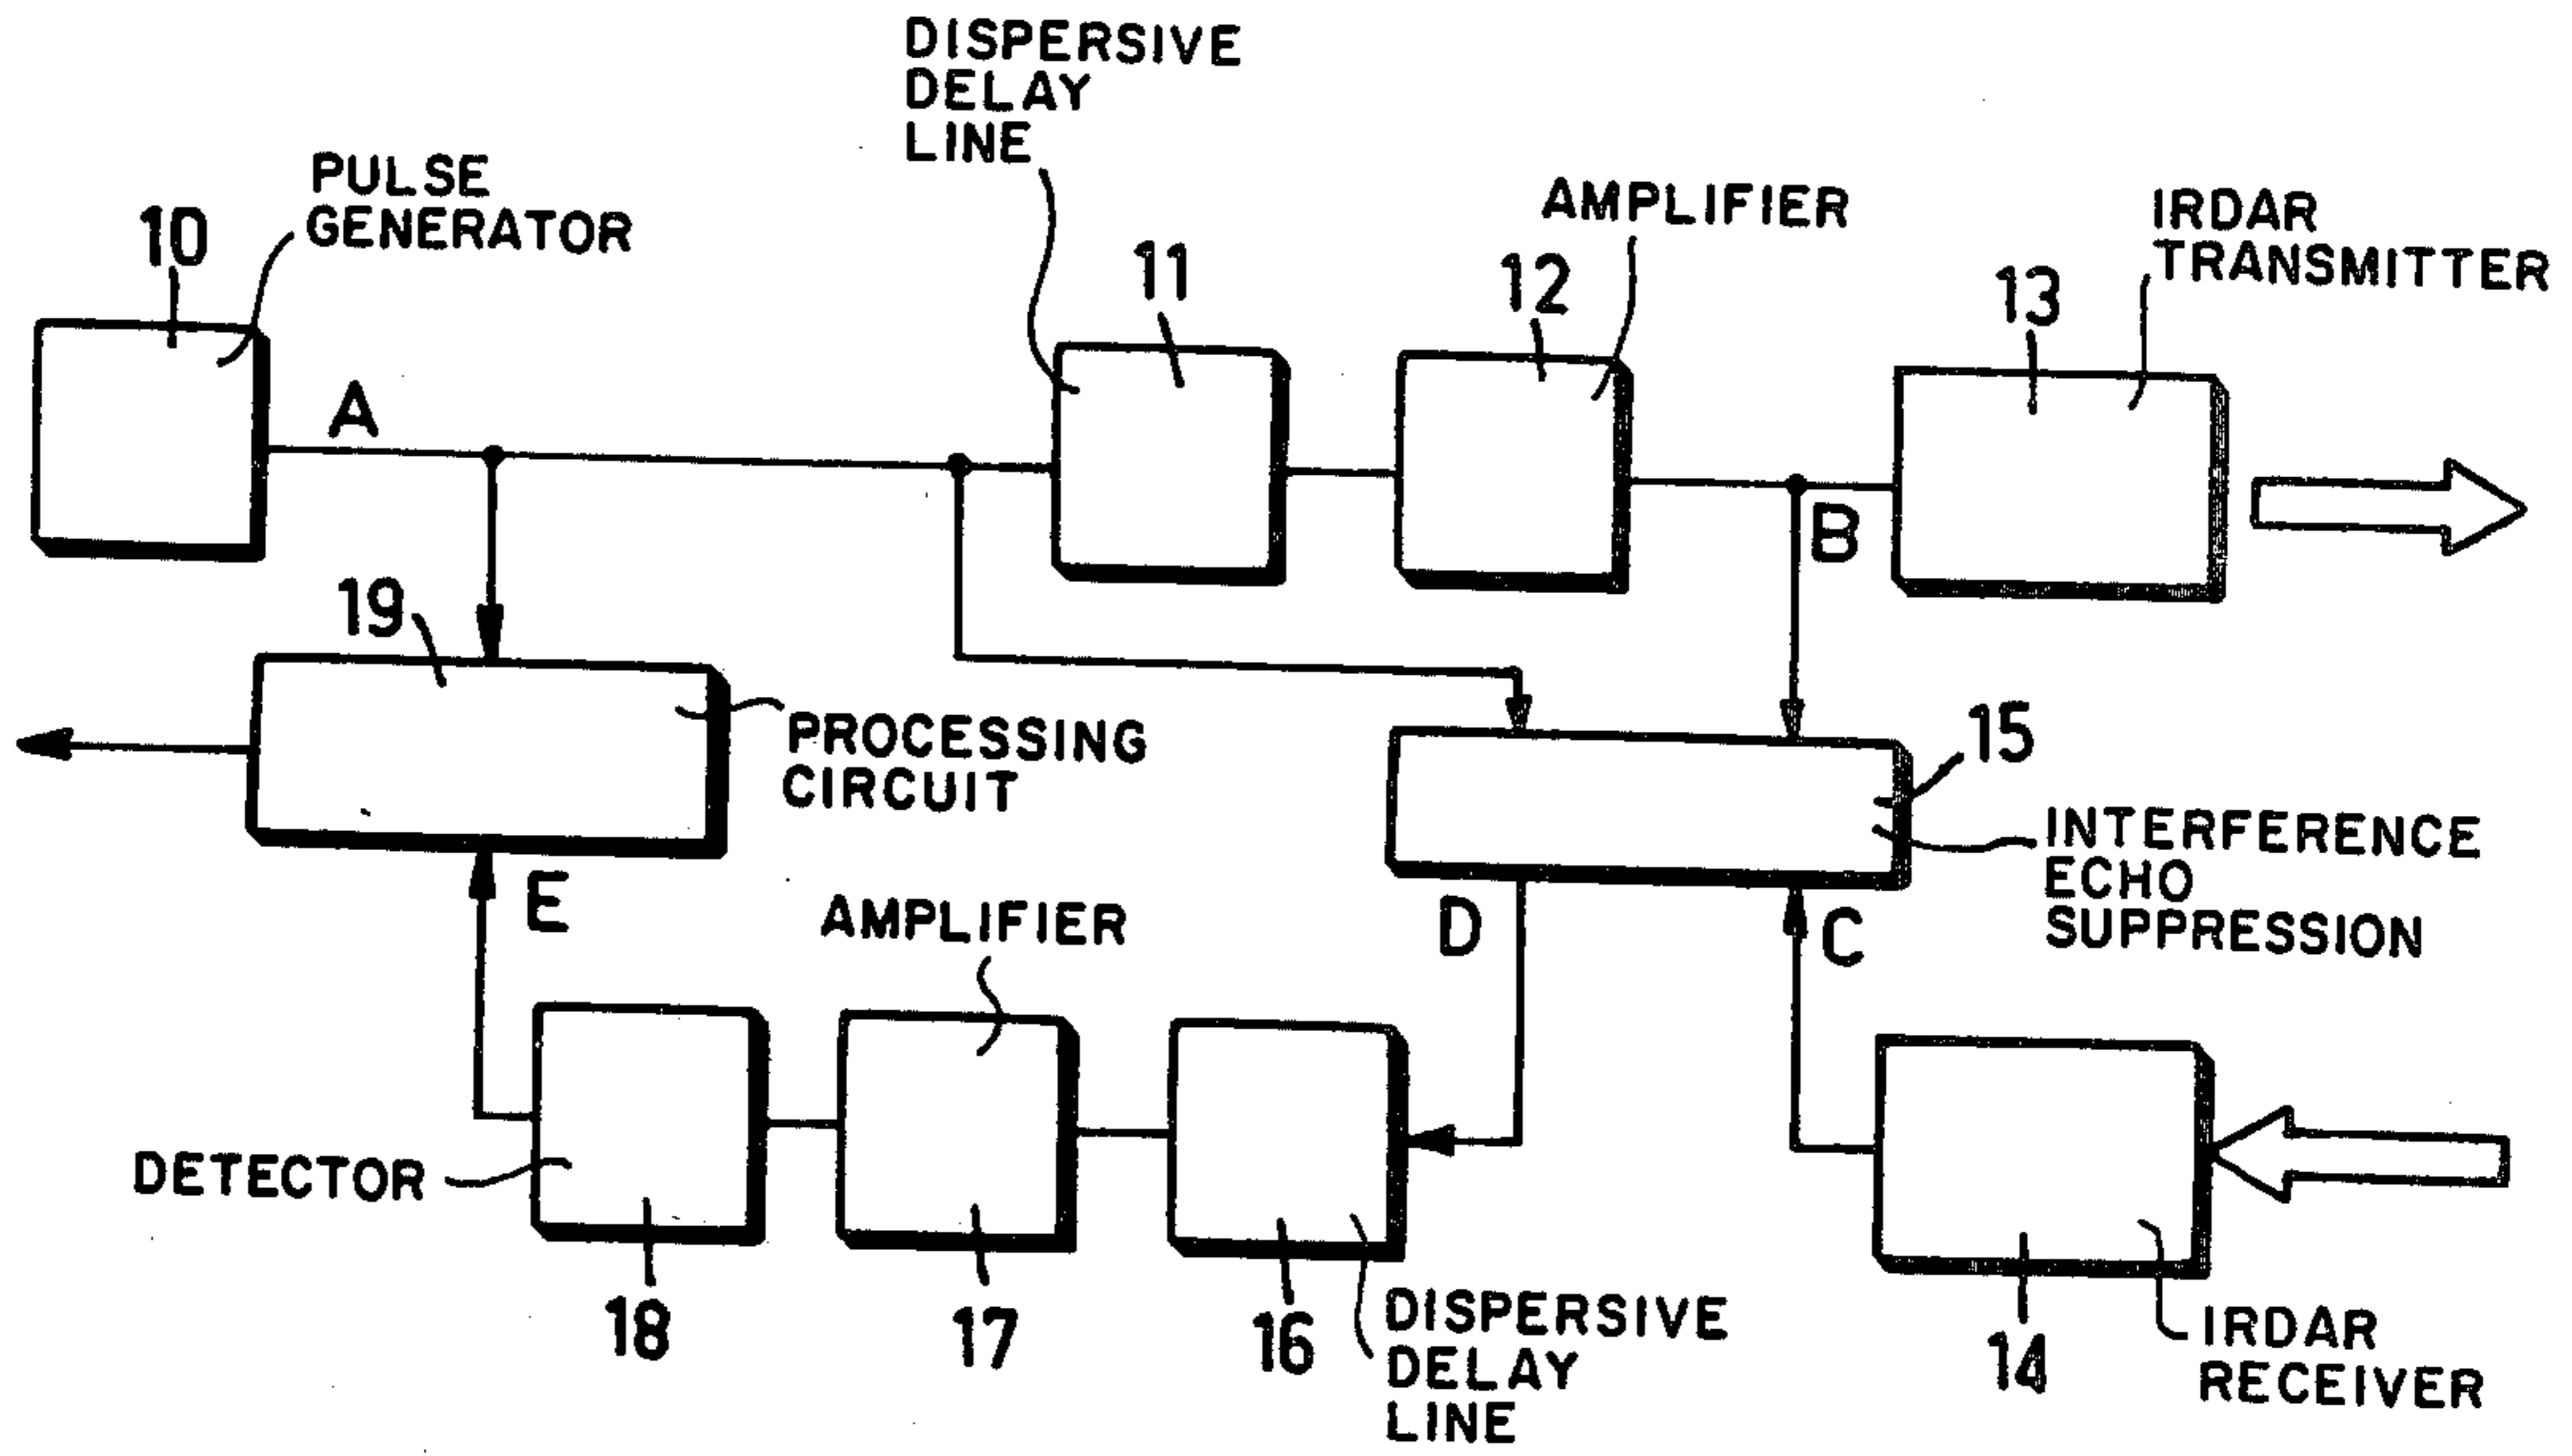 DISPERSIVE
DELAY
LINE
PULSE
GENERATOR
10
11
AMPLIFIER
12
IRDAR
TRANSMITTER
13
A
B
19
PROCESSING
CIRCUIT
15
INTERFERENCE
ECHO
SUPPRESSION
E
AMPLIFIER
D
C
DETECTOR
18
17
16
DISPERSIVE
DELAY
LINE
14
IRDAR
RECEIVER